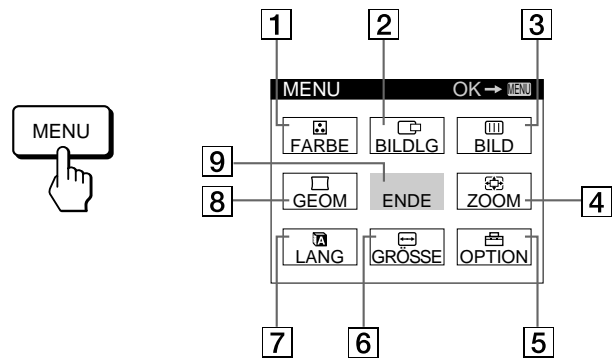 1 2 3
MENU OK → MENU
MENU
FARBE BILDLG BILD
9
8 GEOM ENDE ZOOM 4
LANG GRÖSSE OPTION
7 6 5